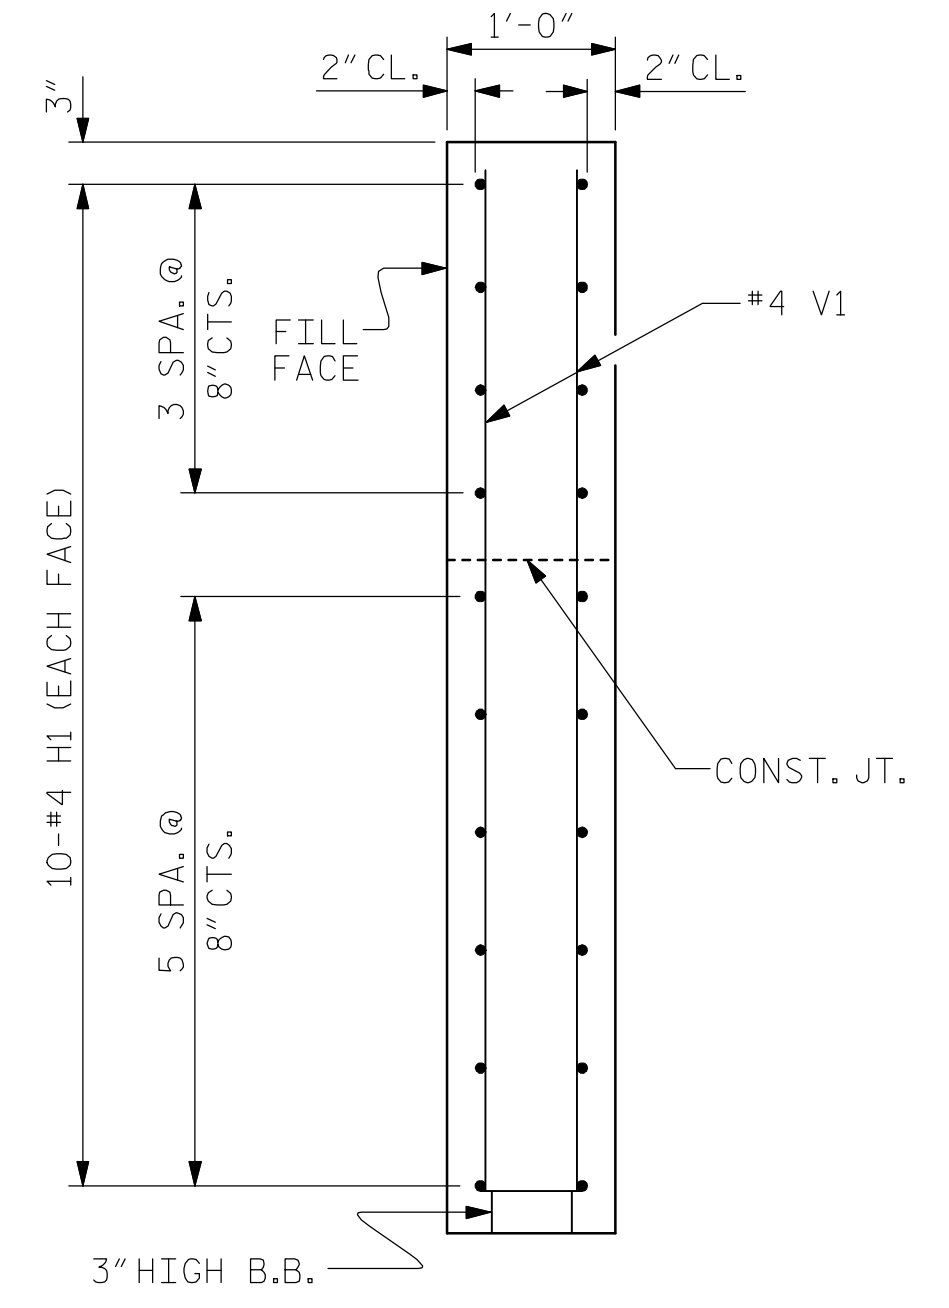 1'-0"
2" CL.
2" CL.
3"
#4 V1
3 SPA. @
8" CTS.
FILL
FACE
10-#4 H1 (EACH FACE)
CONST. JT.
5 SPA. @
8" CTS.
3" HIGH B.B.